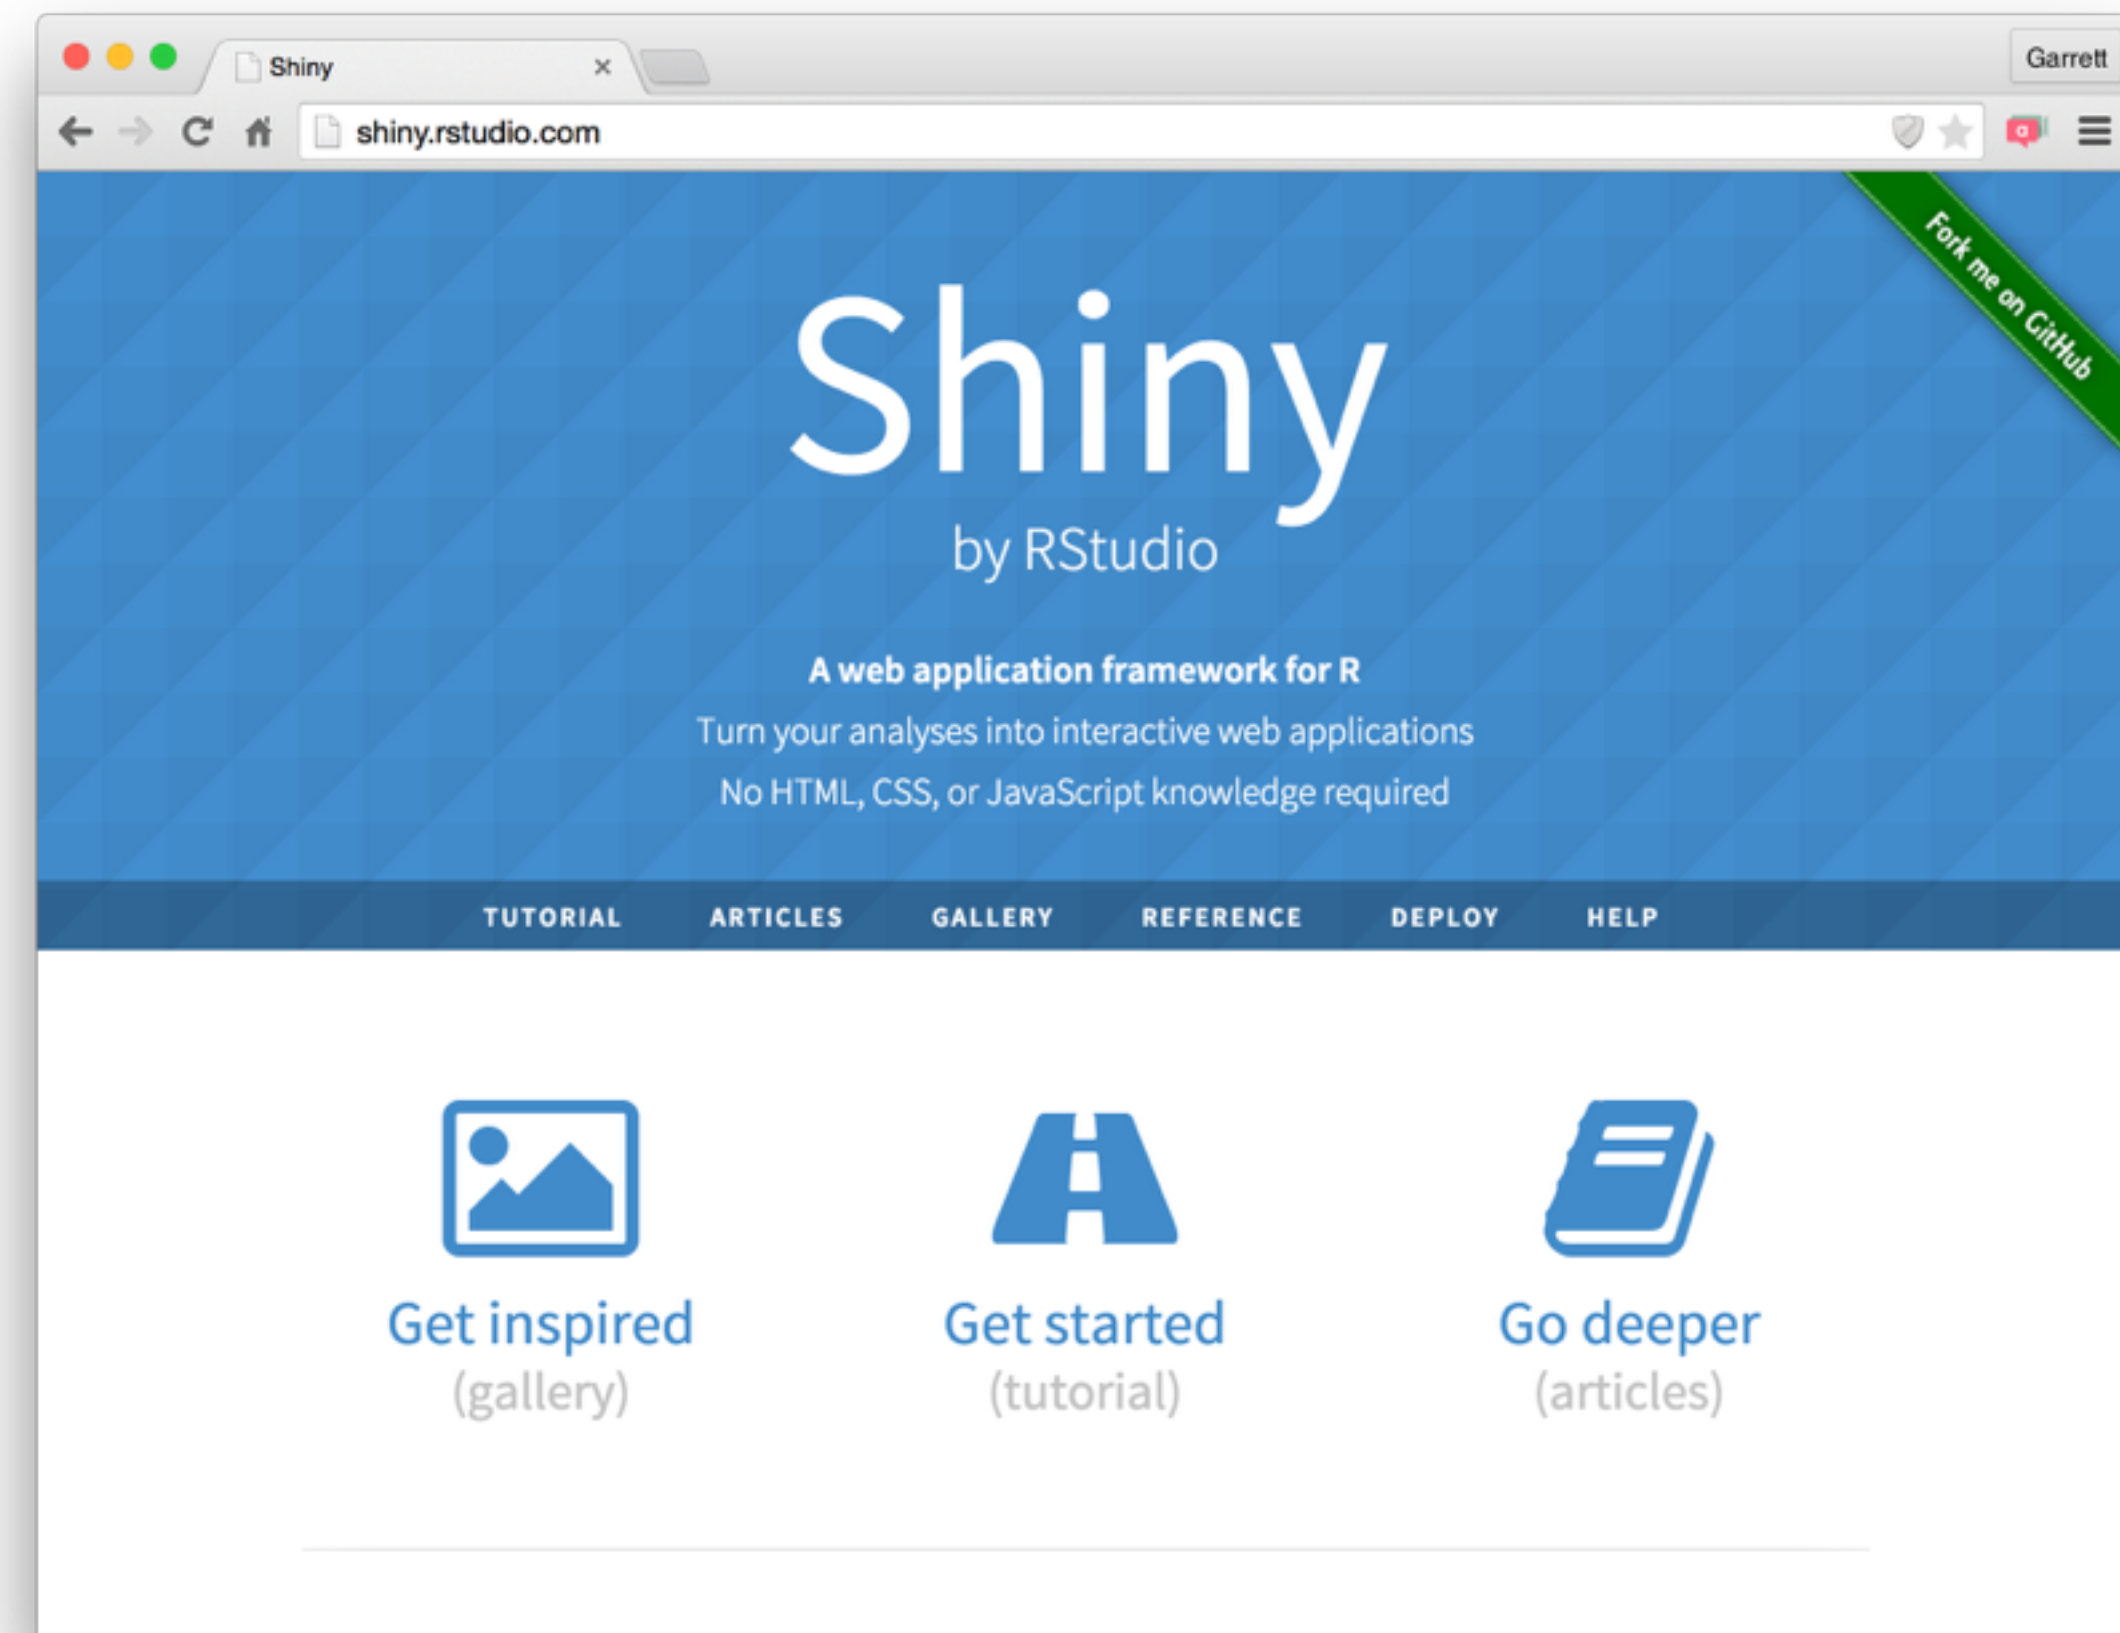 Shiny
Garrett
shiny.rstudio.com
Fork me on GitHub
Shiny
by RStudio
A web application framework for R
Turn your analyses into interactive web applications
No HTML, CSS, or JavaScript knowledge required
TUTORIAL ARTICLES GALLERY REFERENCE DEPLOY HELP
Get inspired Get started Go deeper
(gallery) (tutorial) (articles)